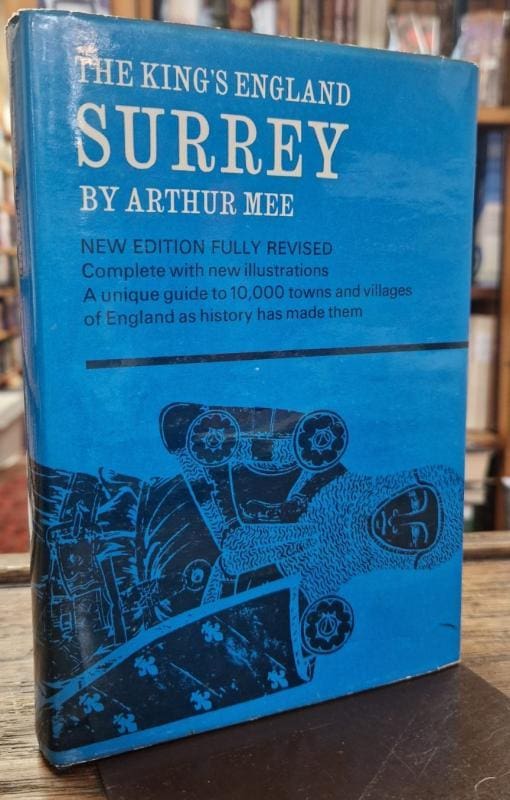 THE KING'S ENGLAND
SURREY
BY ARTHUR MEE
NEW EDITION FULLY REVISED
Complete with new illustrations
A unique guide to 10,000 towns and villages
of England as history has made them